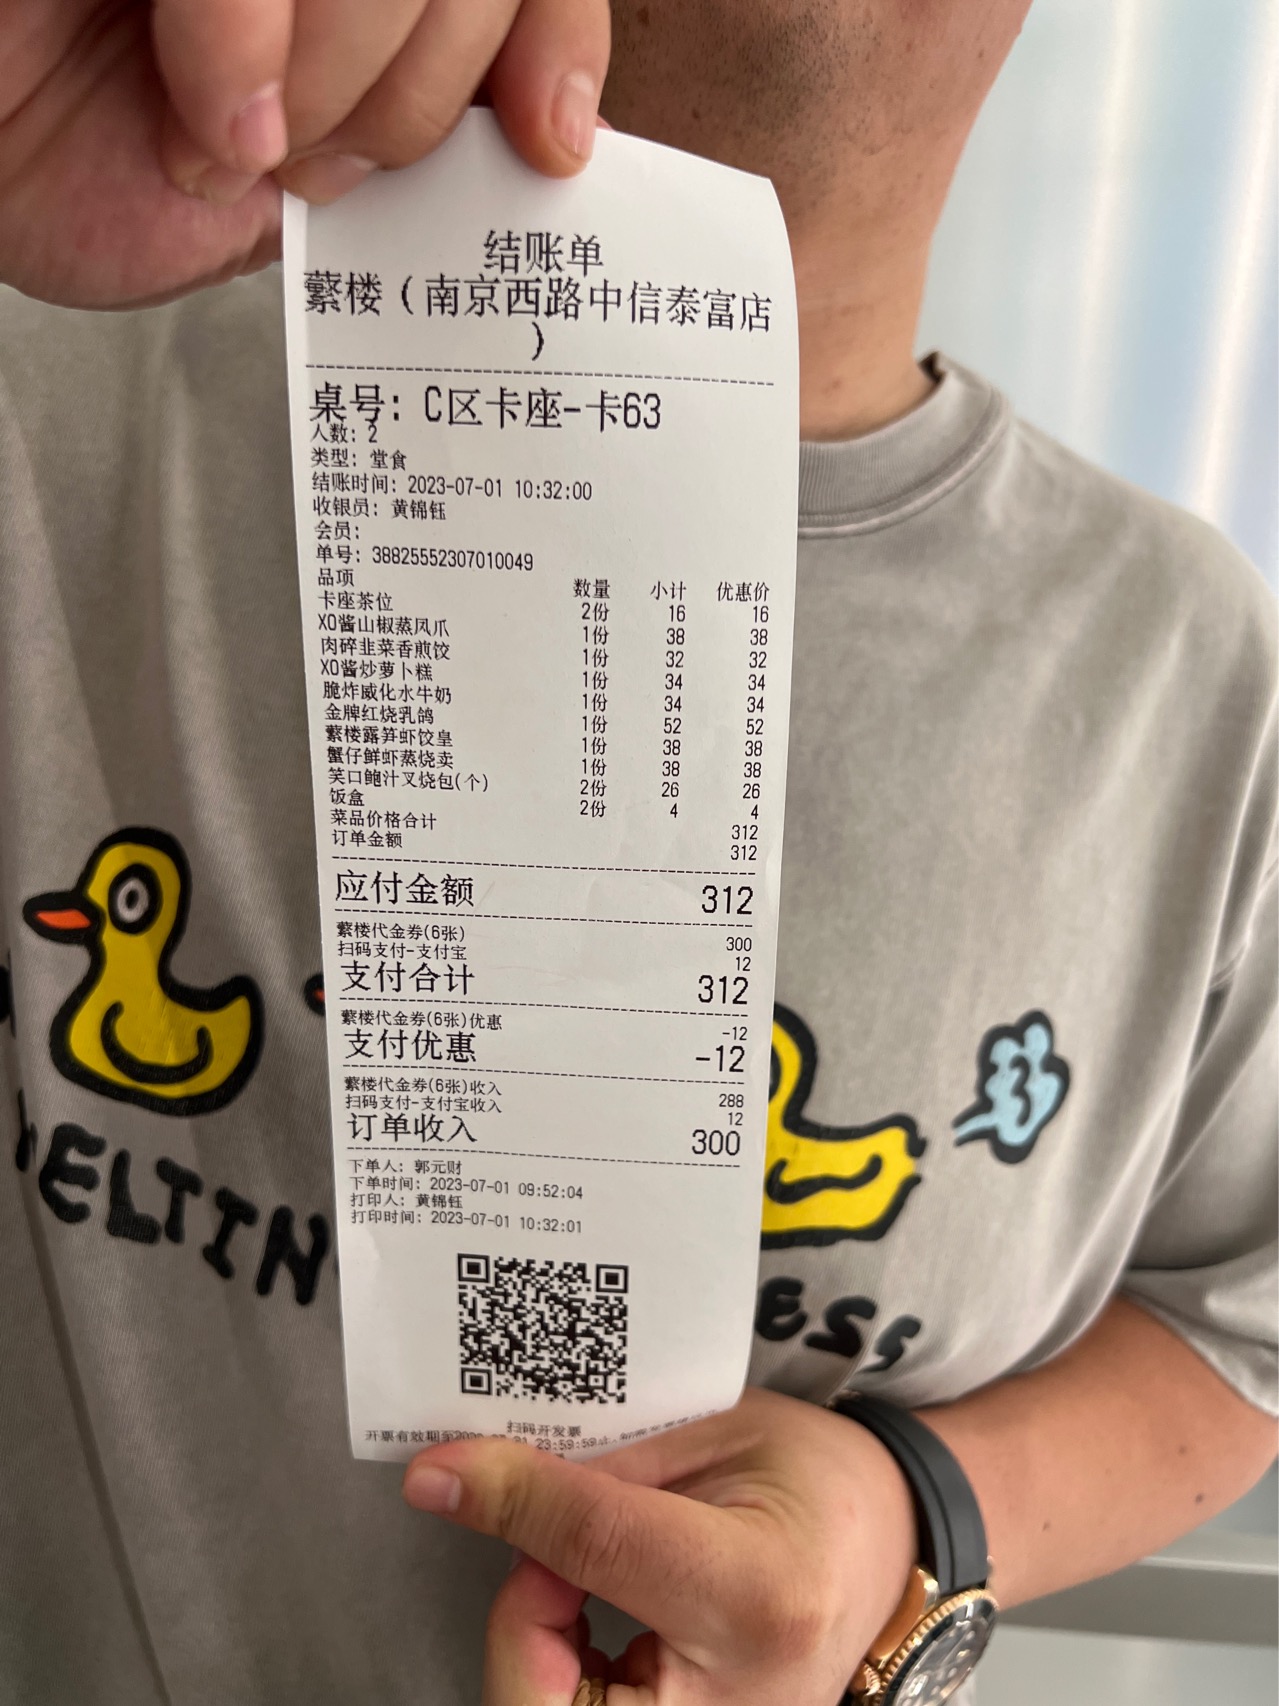 结账单
蘩楼（南京西路中信泰富店
）
桌号: C区卡座-卡63
人数: 2
类型: 堂食
结账时间: 2023-07-01 10:32:00
收银员: 黄锦钰
会员:
单号: 38825552307010049
品项 数量 小计 优惠价
卡座茶位 2份 16 16
XO酱山椒蒸凤爪 1份 38 38
肉碎韭菜香煎饺 1份 32 32
XO酱炒萝卜糕 1份 34 34
脆炸威化水牛奶 1份 34 34
金牌红烧乳鸽 1份 52 52
蘩楼露笋虾饺皇 1份 38 38
蟹仔鲜虾蒸烧卖 1份 38 38
笑口鲍汁叉烧包(个) 2份 26 26
饭盒 2份 4 4
菜品价格合计 312
订单金额 312
应付金额 312
蘩楼代金券(6张) 300
扫码支付-支付宝 12
支付合计 312
蘩楼代金券(6张)优惠 -12
支付优惠 -12
蘩楼代金券(6张)收入 288
扫码支付-支付宝收入 12
订单收入 300
下单人: 郭元财
下单时间: 2023-07-01 09:52:04
打印人: 黄锦钰
打印时间: 2023-07-01 10:32:01
扫码开发票
开票有效期至 23:59:59止
ELTIN
ESS